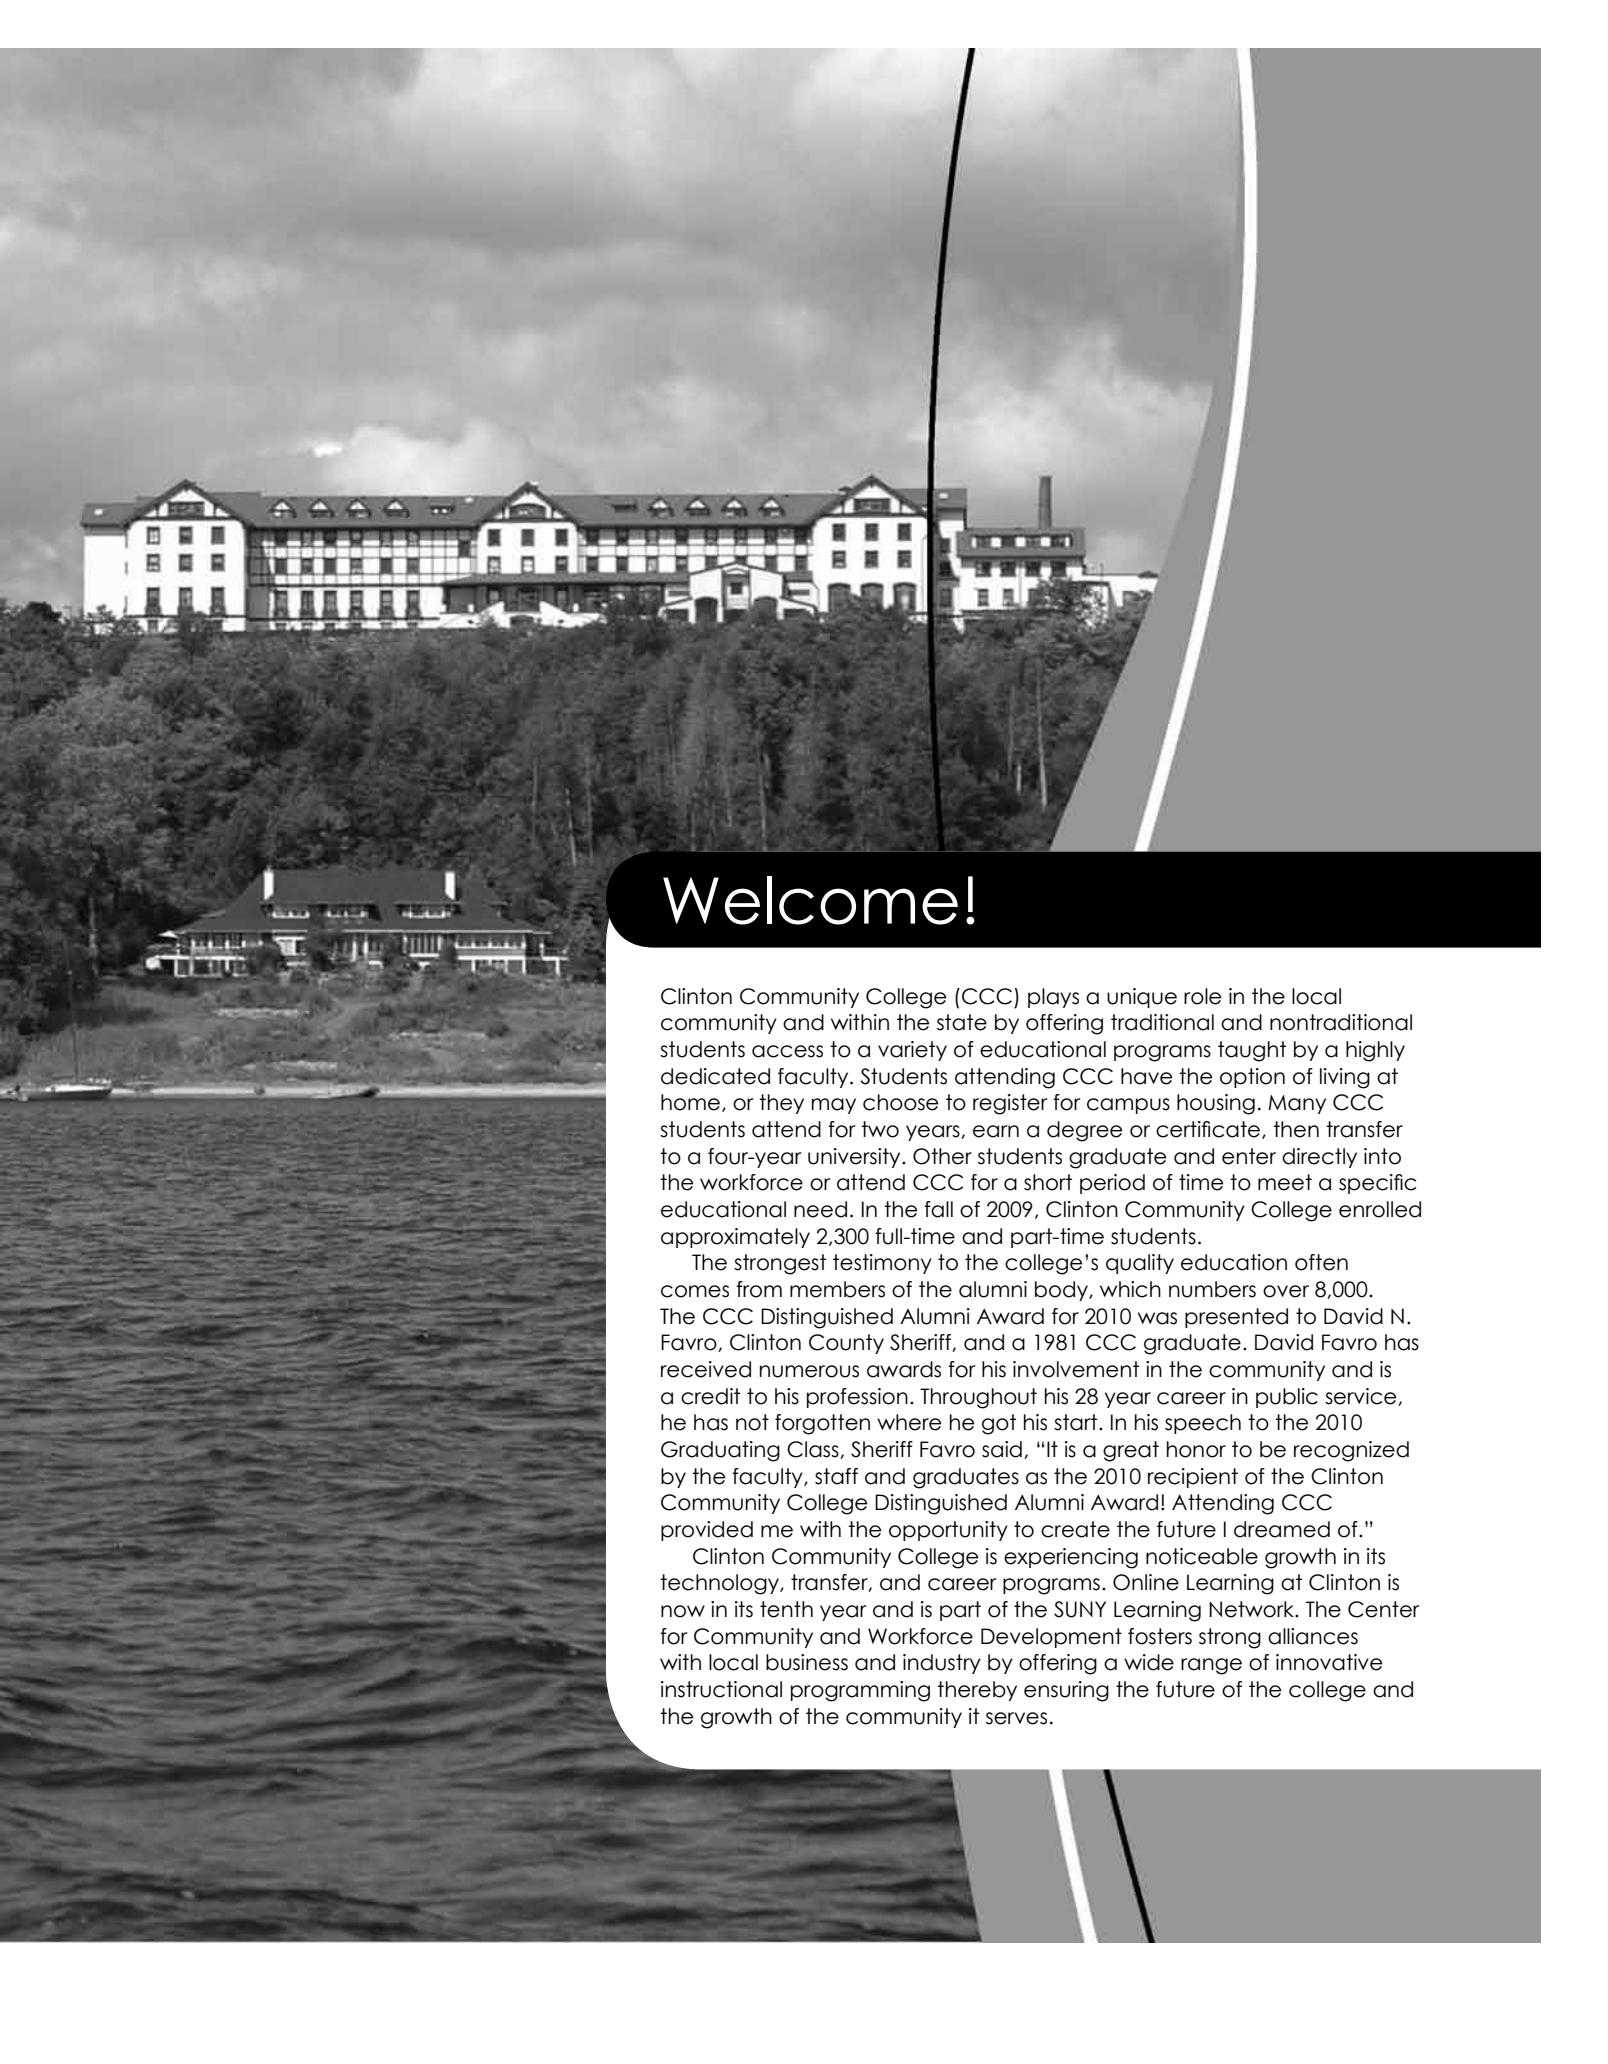 Welcome!
Clinton Community College (CCC) plays a unique role in the local
community and within the state by offering traditional and nontraditional
students access to a variety of educational programs taught by a highly
dedicated faculty. Students attending CCC have the option of living at
home, or they may choose to register for campus housing. Many CCC
students attend for two years, earn a degree or certificate, then transfer
to a four-year university. Other students graduate and enter directly into
the workforce or attend CCC for a short period of time to meet a specific
educational need. In the fall of 2009, Clinton Community College enrolled
approximately 2,300 full-time and part-time students.
The strongest testimony to the college's quality education often
comes from members of the alumni body, which numbers over 8,000.
The CCC Distinguished Alumni Award for 2010 was presented to David N.
Favro, Clinton County Sheriff, and a 1981 CCC graduate. David Favro has
received numerous awards for his involvement in the community and is
a credit to his profession. Throughout his 28 year career in public service,
he has not forgotten where he got his start. In his speech to the 2010
Graduating Class, Sheriff Favro said, “It is a great honor to be recognized
by the faculty, staff and graduates as the 2010 recipient of the Clinton
Community College Distinguished Alumni Award! Attending CCC
provided me with the opportunity to create the future I dreamed of.”
Clinton Community College is experiencing noticeable growth in its
technology, transfer, and career programs. Online Learning at Clinton is
now in its tenth year and is part of the SUNY Learning Network. The Center
for Community and Workforce Development fosters strong alliances
with local business and industry by offering a wide range of innovative
instructional programming thereby ensuring the future of the college and
the growth of the community it serves.